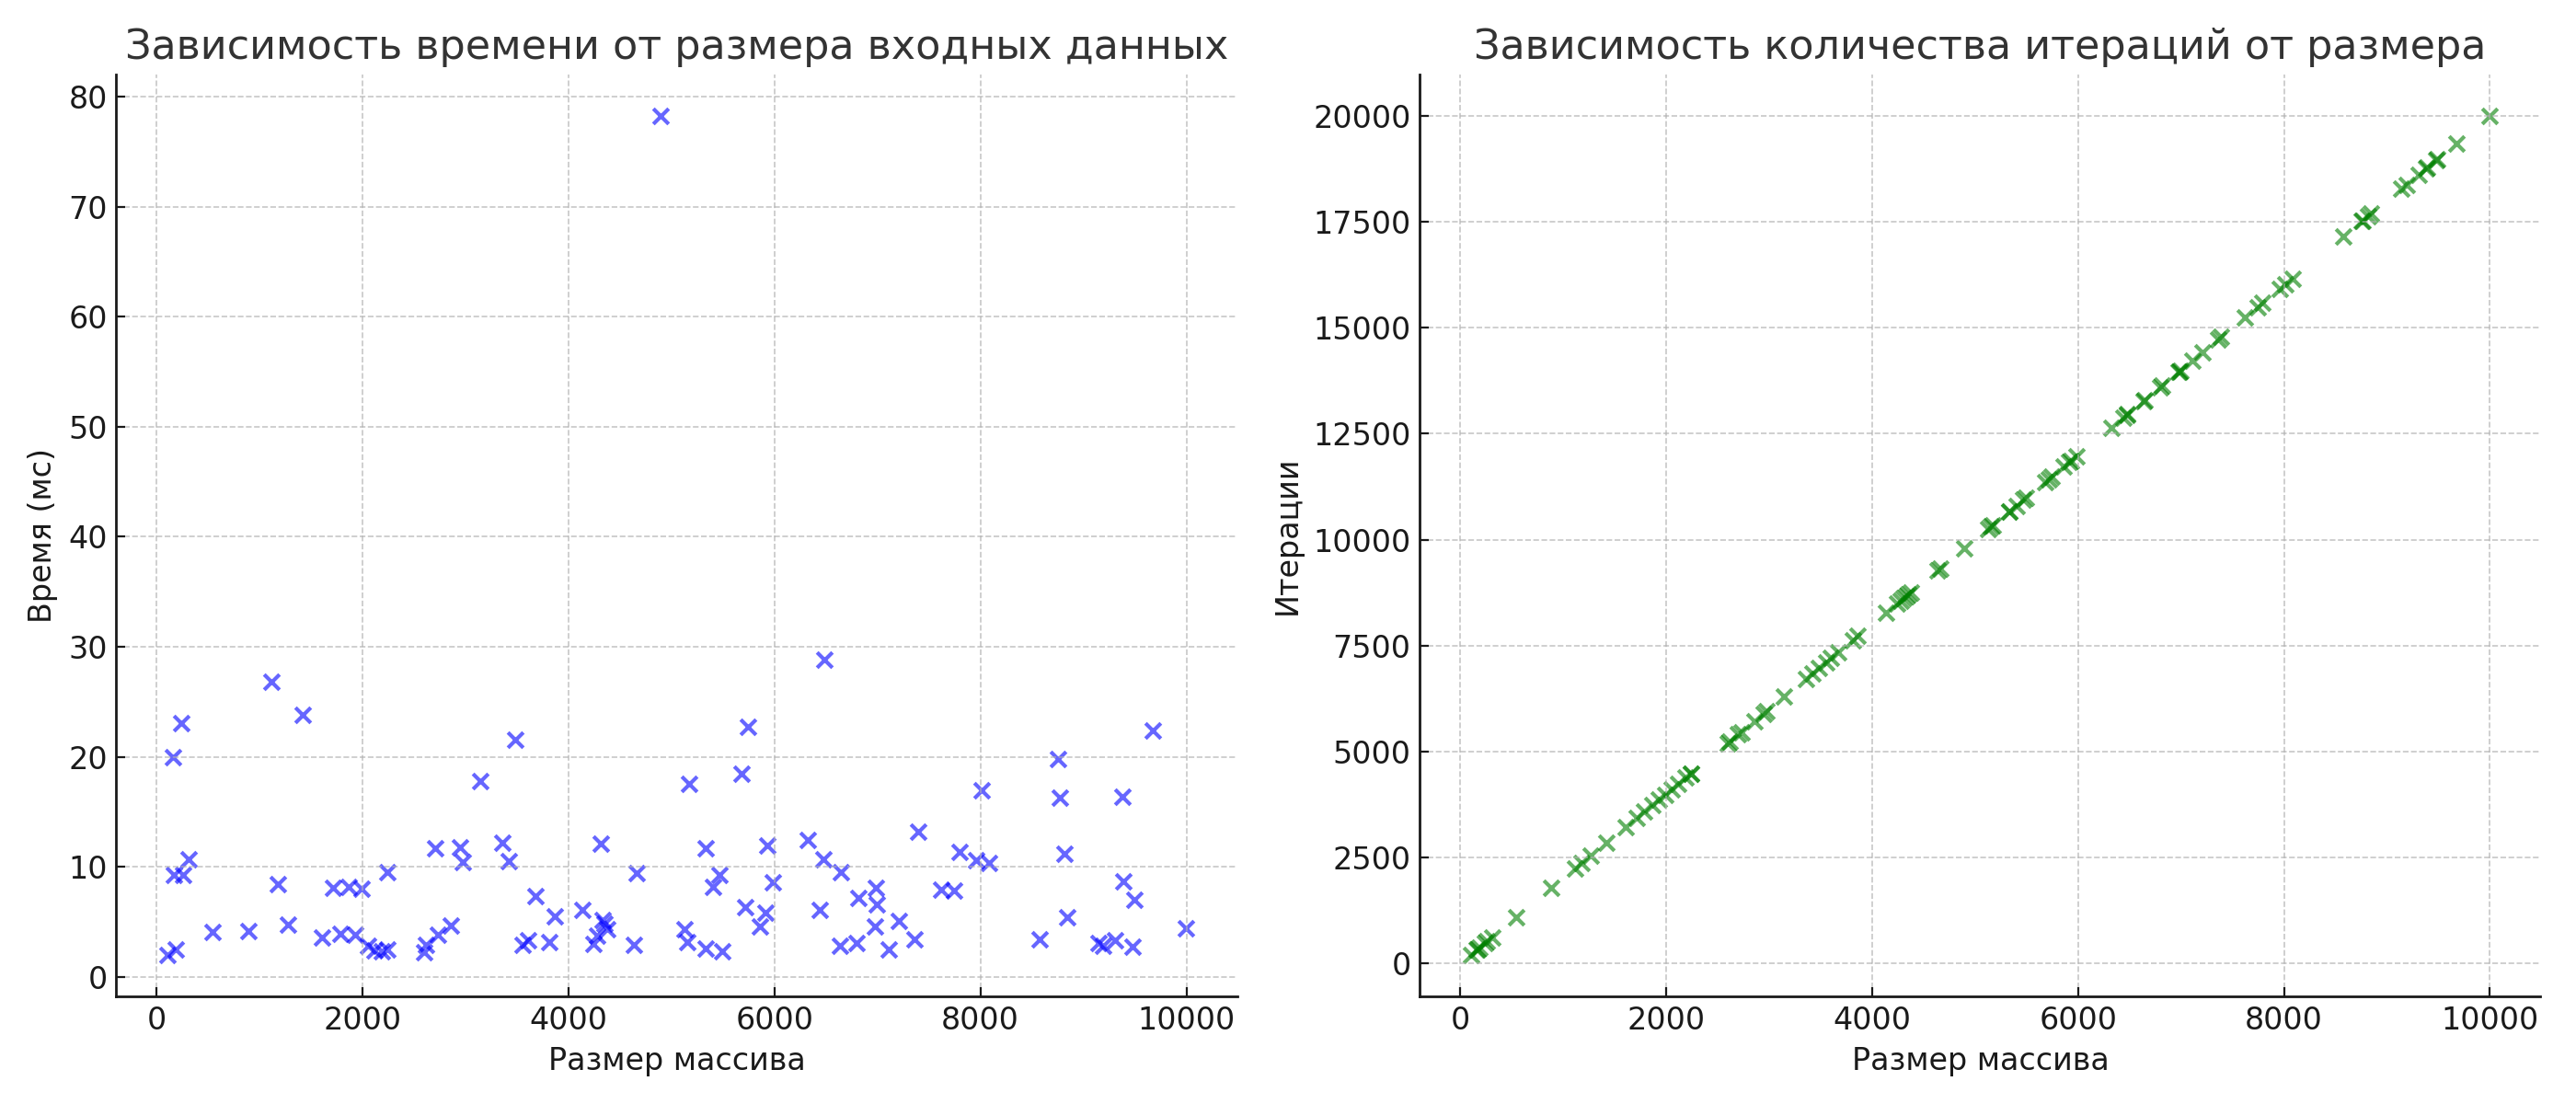 Зависимость времени от размера входных данных
80
70
60
50
40
30
20
10
0
Время (мс)
0 2000 4000 6000 8000 10000
Размер массива
Зависимость количества итераций от размера
20000
17500
15000
12500
10000
7500
5000
2500
0
Итерации
0 2000 4000 6000 8000 10000
Размер массива